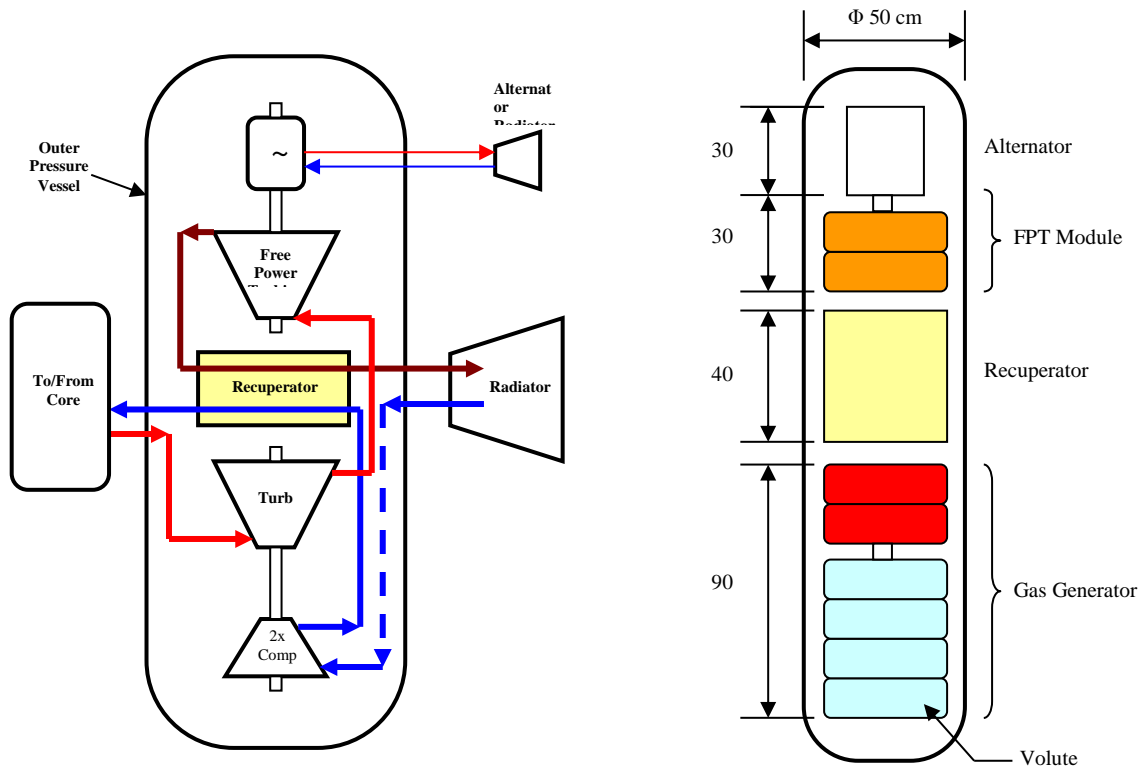 Alternat
or
Radiator
~
Outer
Pressure
Vessel
Free
Power
To/From
Core
Recuperator
Radiator
Turb
2x
Comp
Φ 50 cm
30
Alternator
30
FPT Module
40
Recuperator
90
Gas Generator
Volute